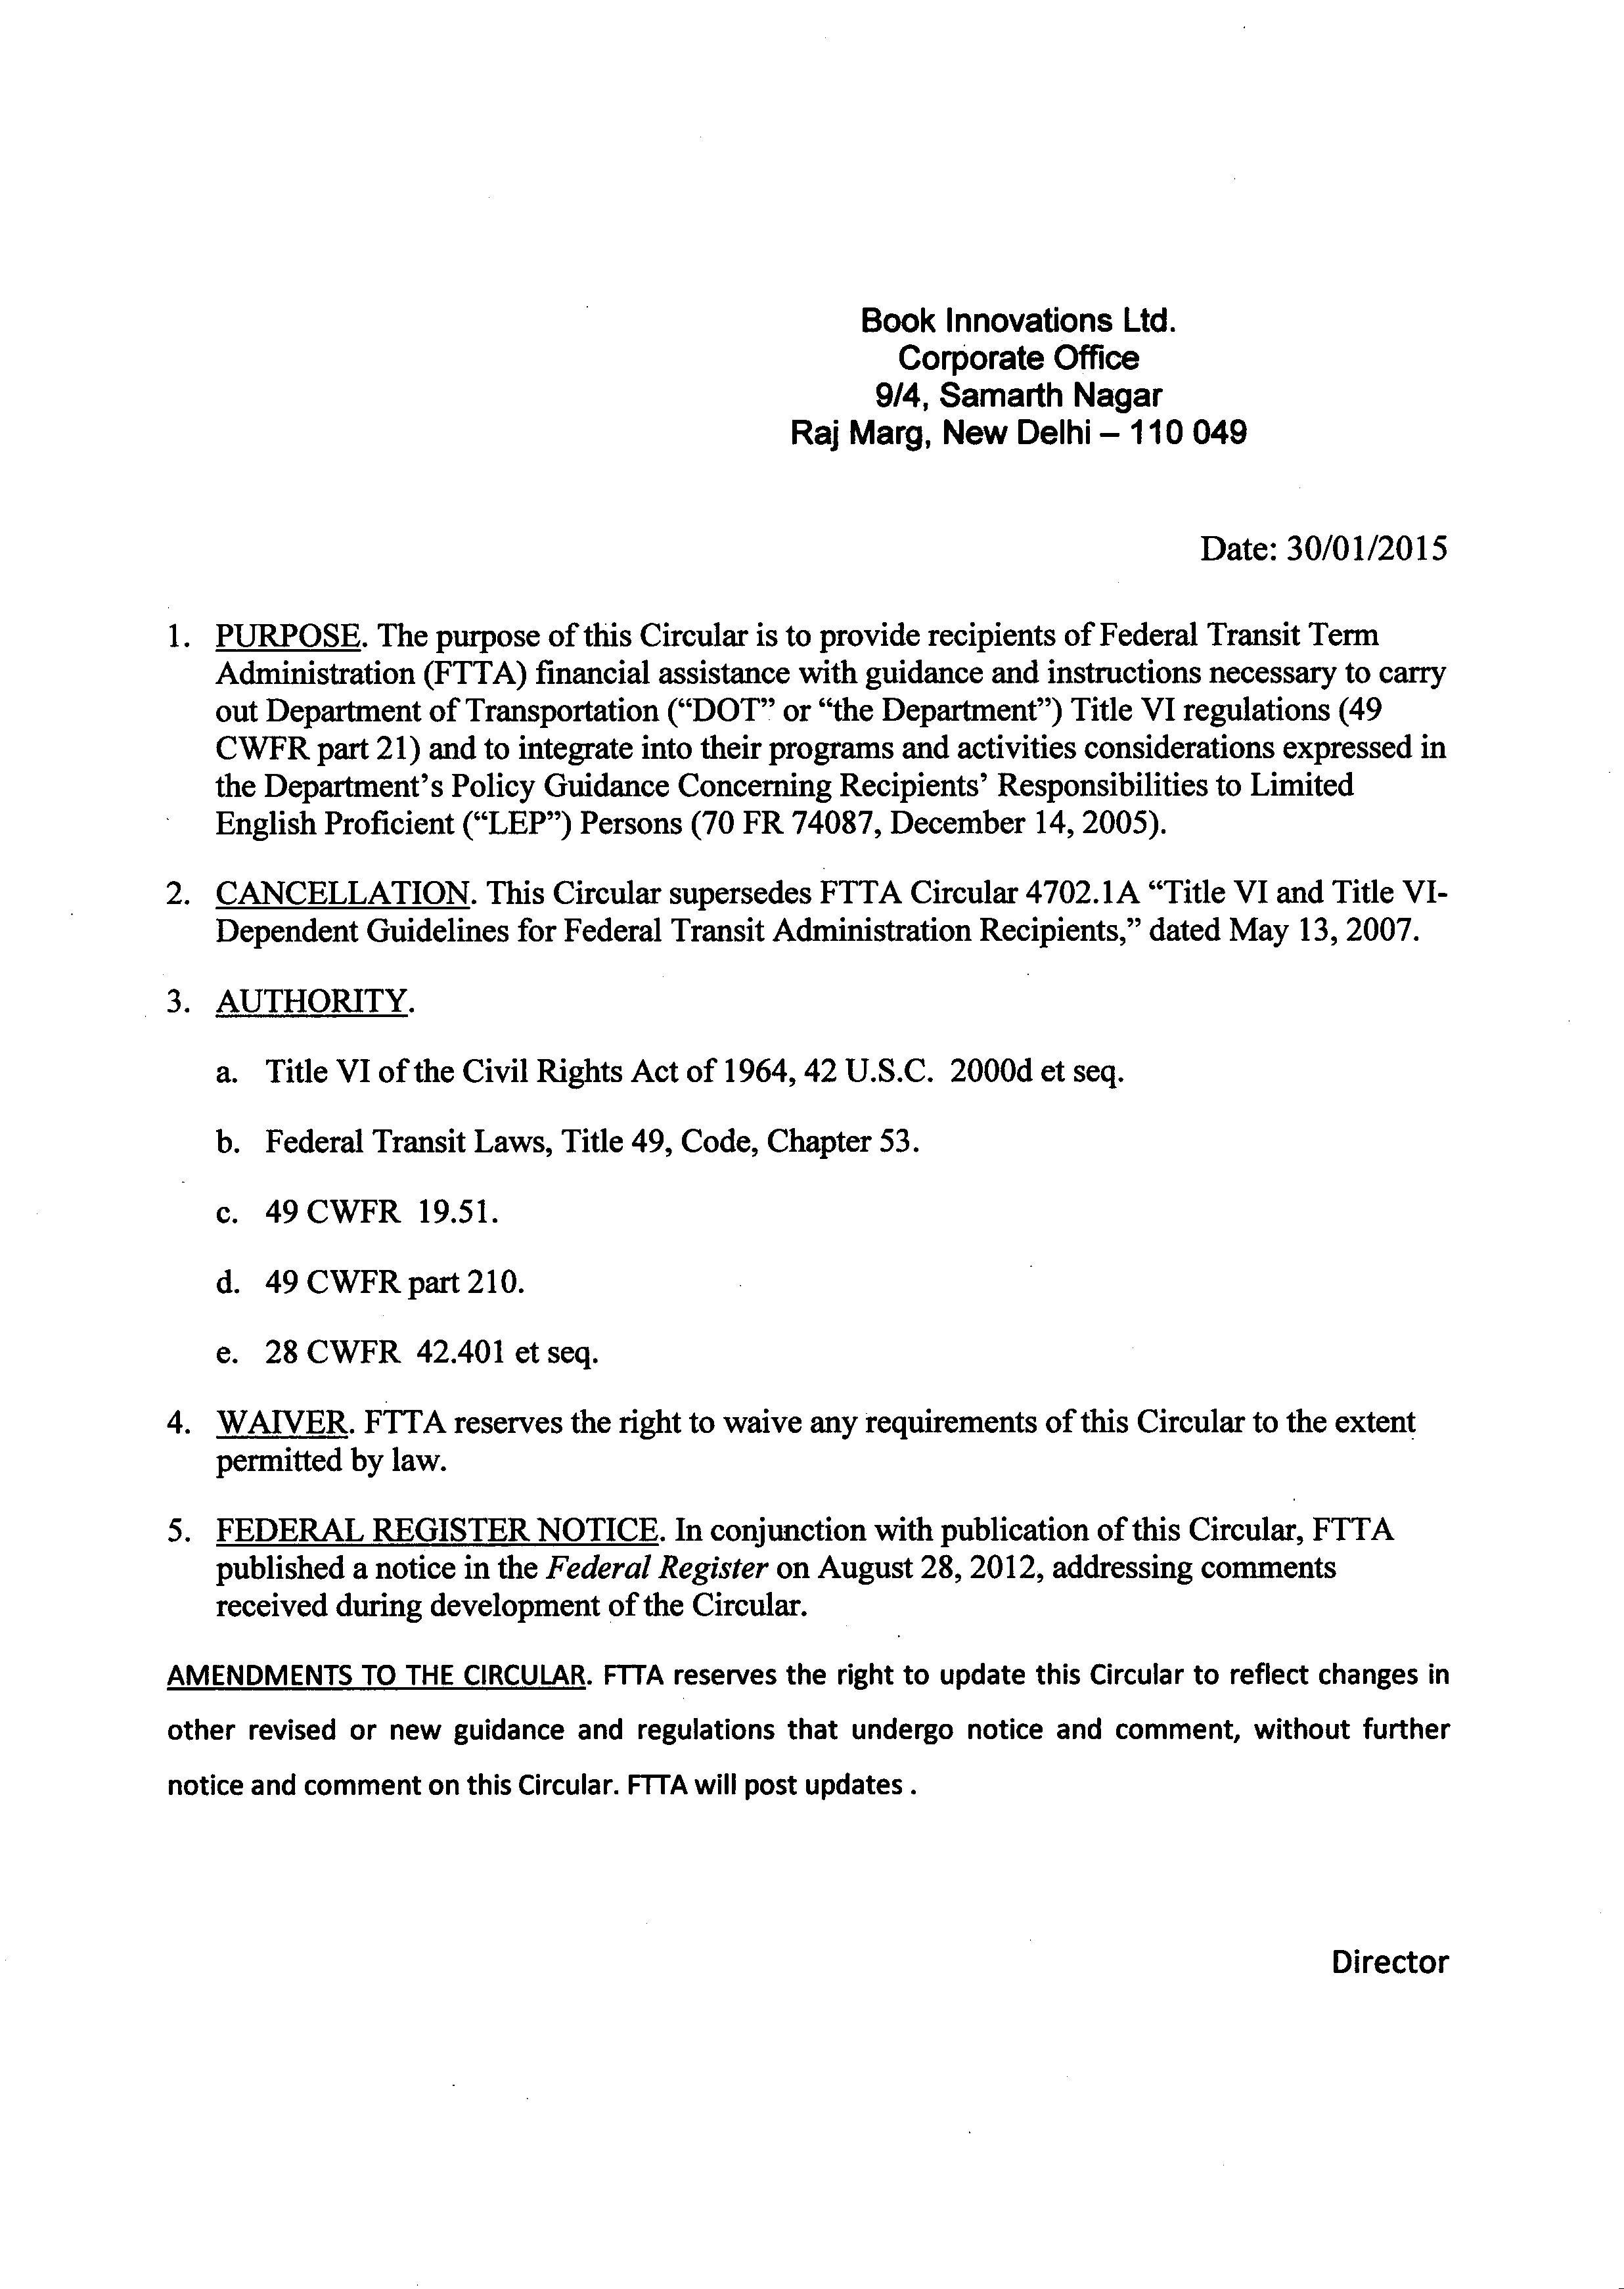 Book Innovations Ltd.
Corporate Office
9/4, Samarth Nagar
Raj Marg, New Delhi – 110 049
Date: 30/01/2015
1. PURPOSE. The purpose of this Circular is to provide recipients of Federal Transit Term
Administration (FTTA) financial assistance with guidance and instructions necessary to carry
out Department of Transportation (“DOT” or “the Department”) Title VI regulations (49
CWFR part 21) and to integrate into their programs and activities considerations expressed in
the Department’s Policy Guidance Concerning Recipients’ Responsibilities to Limited
English Proficient (“LEP”) Persons (70 FR 74087, December 14, 2005).
2. CANCELLATION. This Circular supersedes FTTA Circular 4702.1A “Title VI and Title VI-
Dependent Guidelines for Federal Transit Administration Recipients,” dated May 13, 2007.
3. AUTHORITY.
a. Title VI of the Civil Rights Act of 1964, 42 U.S.C. 2000d et seq.
b. Federal Transit Laws, Title 49, Code, Chapter 53.
c. 49 CWFR 19.51.
d. 49 CWFR part 210.
e. 28 CWFR 42.401 et seq.
4. WAIVER. FTTA reserves the right to waive any requirements of this Circular to the extent
permitted by law.
5. FEDERAL REGISTER NOTICE. In conjunction with publication of this Circular, FTTA
published a notice in the Federal Register on August 28, 2012, addressing comments
received during development of the Circular.
AMENDMENTS TO THE CIRCULAR. FTTA reserves the right to update this Circular to reflect changes in
other revised or new guidance and regulations that undergo notice and comment, without further
notice and comment on this Circular. FTTA will post updates .
Director